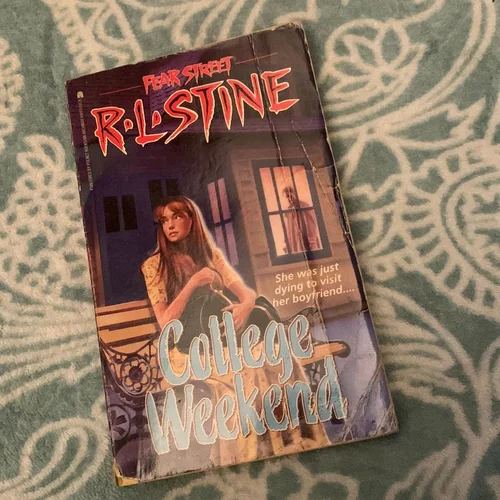 FEAR STREET
R•L•STINE
She was just
dying to visit
her boyfriend....
College
Weekend